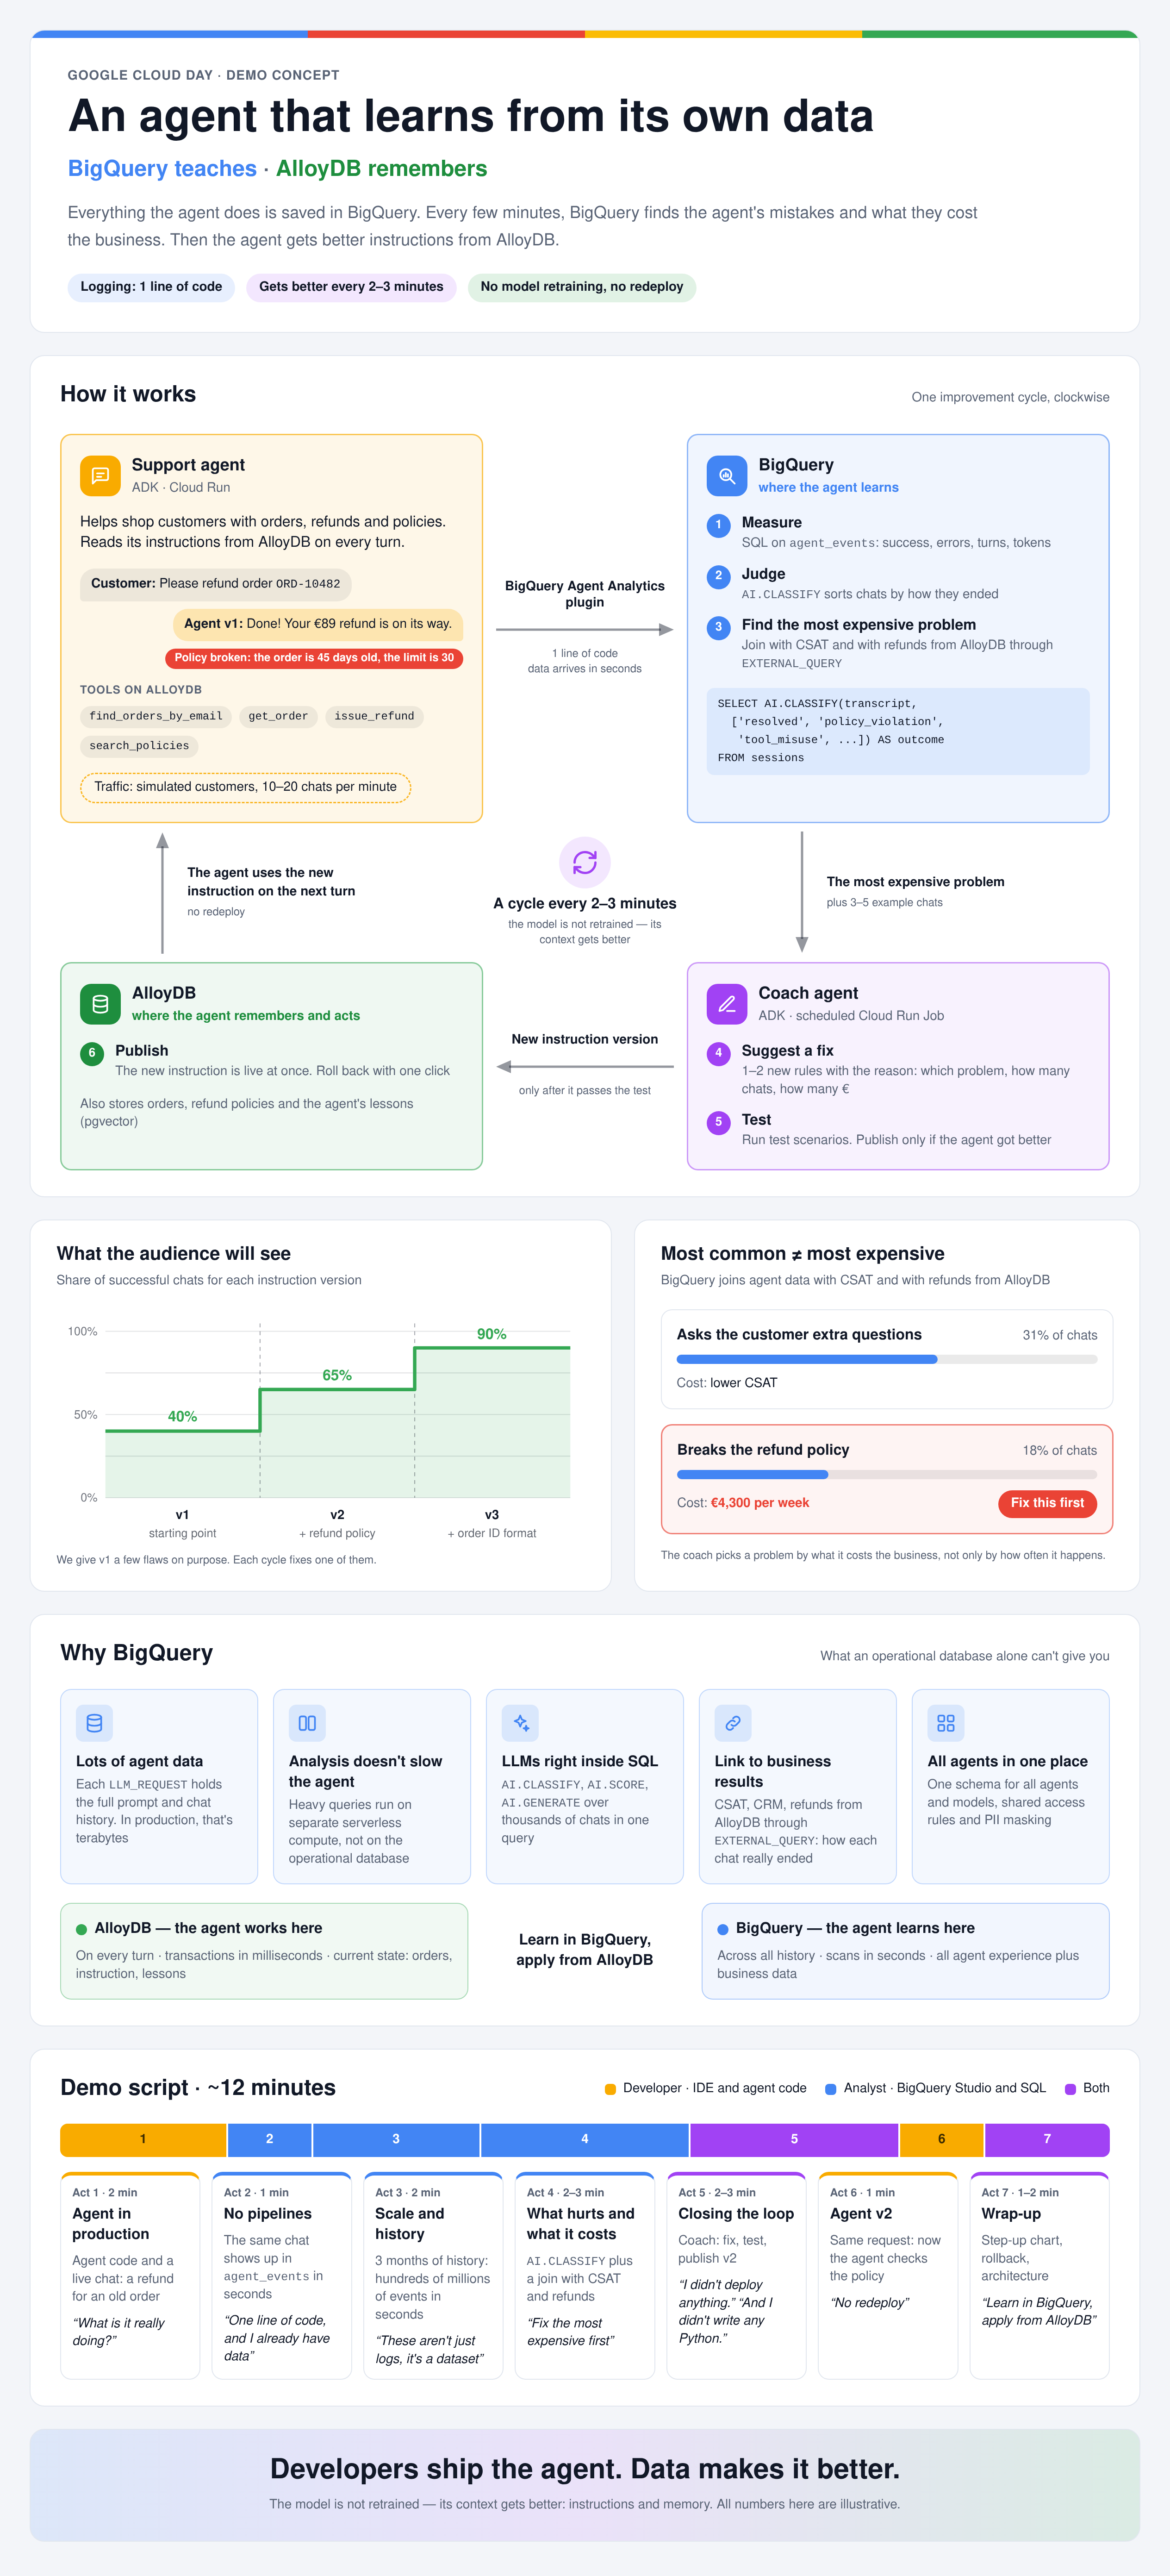 GOOGLE CLOUD DAY · DEMO CONCEPT
An agent that learns from its own data
BigQuery teaches · AlloyDB remembers
Everything the agent does is saved in BigQuery. Every few minutes, BigQuery finds the agent's mistakes and what they cost
the business. Then the agent gets better instructions from AlloyDB.
Logging: 1 line of code
Gets better every 2–3 minutes
No model retraining, no redeploy
How it works
One improvement cycle, clockwise
Support agent
ADK · Cloud Run
Helps shop customers with orders, refunds and policies.
Reads its instructions from AlloyDB on every turn.
Customer: Please refund order ORD-10482
Agent v1: Done! Your €89 refund is on its way.
Policy broken: the order is 45 days old, the limit is 30
TOOLS ON ALLOYDB
find_orders_by_email
get_order
issue_refund
search_policies
Traffic: simulated customers, 10–20 chats per minute
BigQuery Agent Analytics
plugin
1 line of code
data arrives in seconds
BigQuery
where the agent learns
1
Measure
SQL on agent_events: success, errors, turns, tokens
2
Judge
AI.CLASSIFY sorts chats by how they ended
3
Find the most expensive problem
Join with CSAT and with refunds from AlloyDB through
EXTERNAL_QUERY
SELECT AI.CLASSIFY(transcript,
['resolved', 'policy_violation',
'tool_misuse', ...]) AS outcome
FROM sessions
The agent uses the new
instruction on the next turn
no redeploy
A cycle every 2–3 minutes
the model is not retrained — its
context gets better
The most expensive problem
plus 3–5 example chats
AlloyDB
where the agent remembers and acts
6
Publish
The new instruction is live at once. Roll back with one click
Also stores orders, refund policies and the agent's lessons
(pgvector)
New instruction version
only after it passes the test
Coach agent
ADK · scheduled Cloud Run Job
4
Suggest a fix
1–2 new rules with the reason: which problem, how many
chats, how many €
5
Test
Run test scenarios. Publish only if the agent got better
What the audience will see
Share of successful chats for each instruction version
100%
50%
0%
40%
65%
90%
v1
starting point
v2
+ refund policy
v3
+ order ID format
We give v1 a few flaws on purpose. Each cycle fixes one of them.
Most common ≠ most expensive
BigQuery joins agent data with CSAT and with refunds from AlloyDB
Asks the customer extra questions
31% of chats
Cost: lower CSAT
Breaks the refund policy
18% of chats
Cost: €4,300 per week
Fix this first
The coach picks a problem by what it costs the business, not only by how often it happens.
Why BigQuery
What an operational database alone can't give you
Lots of agent data
Each LLM_REQUEST holds
the full prompt and chat
history. In production, that's
terabytes
Analysis doesn't slow
the agent
Heavy queries run on
separate serverless
compute, not on the
operational database
LLMs right inside SQL
AI.CLASSIFY, AI.SCORE,
AI.GENERATE over
thousands of chats in one
query
Link to business
results
CSAT, CRM, refunds from
AlloyDB through
EXTERNAL_QUERY: how each
chat really ended
All agents in one place
One schema for all agents
and models, shared access
rules and PII masking
AlloyDB — the agent works here
On every turn · transactions in milliseconds · current state: orders,
instruction, lessons
Learn in BigQuery,
apply from AlloyDB
BigQuery — the agent learns here
Across all history · scans in seconds · all agent experience plus
business data
Demo script · ~12 minutes
Developer · IDE and agent code
Analyst · BigQuery Studio and SQL
Both
1
2
3
4
5
6
7
Act 1 · 2 min
Agent in
production
Agent code and a
live chat: a refund
for an old order
“What is it really
doing?”
Act 2 · 1 min
No pipelines
The same chat
shows up in
agent_events in
seconds
“One line of code,
and I already have
data”
Act 3 · 2 min
Scale and
history
3 months of history:
hundreds of millions
of events in
seconds
“These aren't just
logs, it's a dataset”
Act 4 · 2–3 min
What hurts and
what it costs
AI.CLASSIFY plus
a join with CSAT
and refunds
“Fix the most
expensive first”
Act 5 · 2–3 min
Closing the loop
Coach: fix, test,
publish v2
“I didn't deploy
anything.” “And I
didn't write any
Python.”
Act 6 · 1 min
Agent v2
Same request: now
the agent checks
the policy
“No redeploy”
Act 7 · 1–2 min
Wrap-up
Step-up chart,
rollback,
architecture
“Learn in BigQuery,
apply from AlloyDB”
Developers ship the agent. Data makes it better.
The model is not retrained — its context gets better: instructions and memory. All numbers here are illustrative.